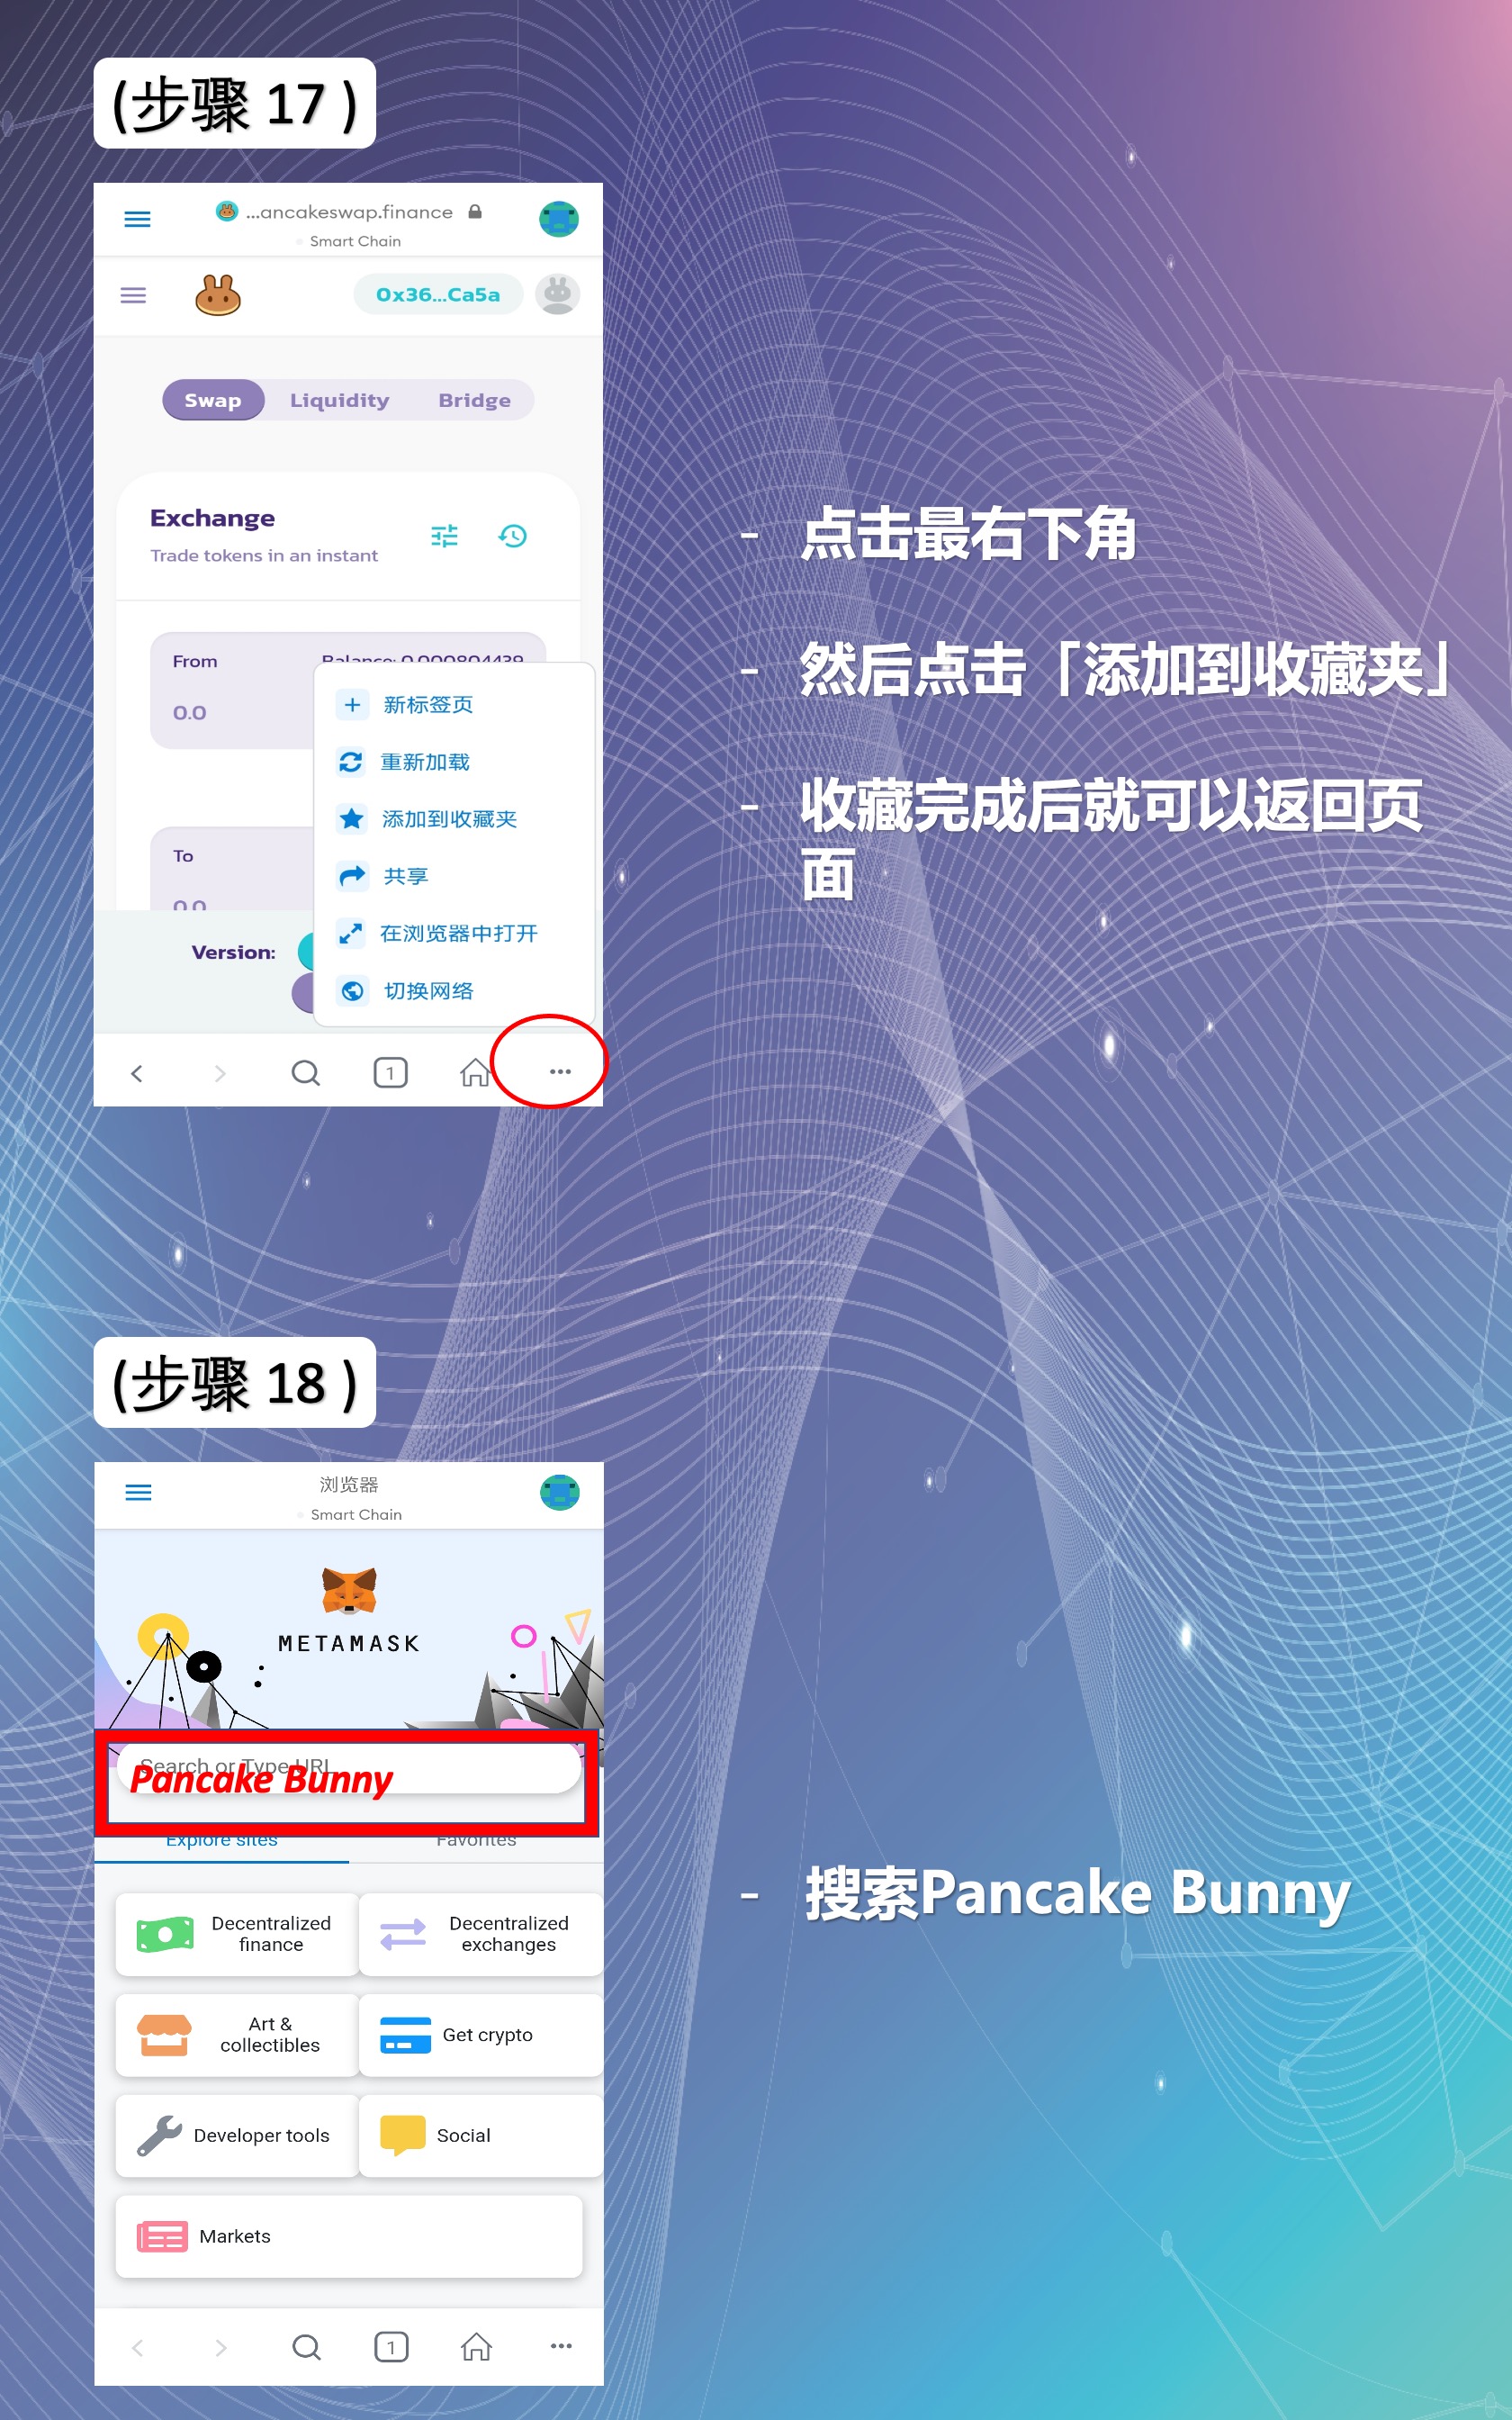 (步骤 17 )
...ancakeswap.finance
Smart Chain
0x36...Ca5a
Swap Liquidity Bridge
Exchange
Trade tokens in an instant
From Balance: 0.000804439
0.0
新标签页
重新加载
添加到收藏夹
To
共享
0.0
在浏览器中打开
Version:
切换网络
1
- 点击最右下角
- 然后点击「添加到收藏夹」
- 收藏完成后就可以返回页
面
(步骤 18 )
浏览器
Smart Chain
METAMASK
Search or Type URL
Pancake Bunny
Explore sites Favorites
Decentralized
finance
Decentralized
exchanges
Art &
collectibles
Get crypto
Developer tools
Social
Markets
1
- 搜索Pancake Bunny